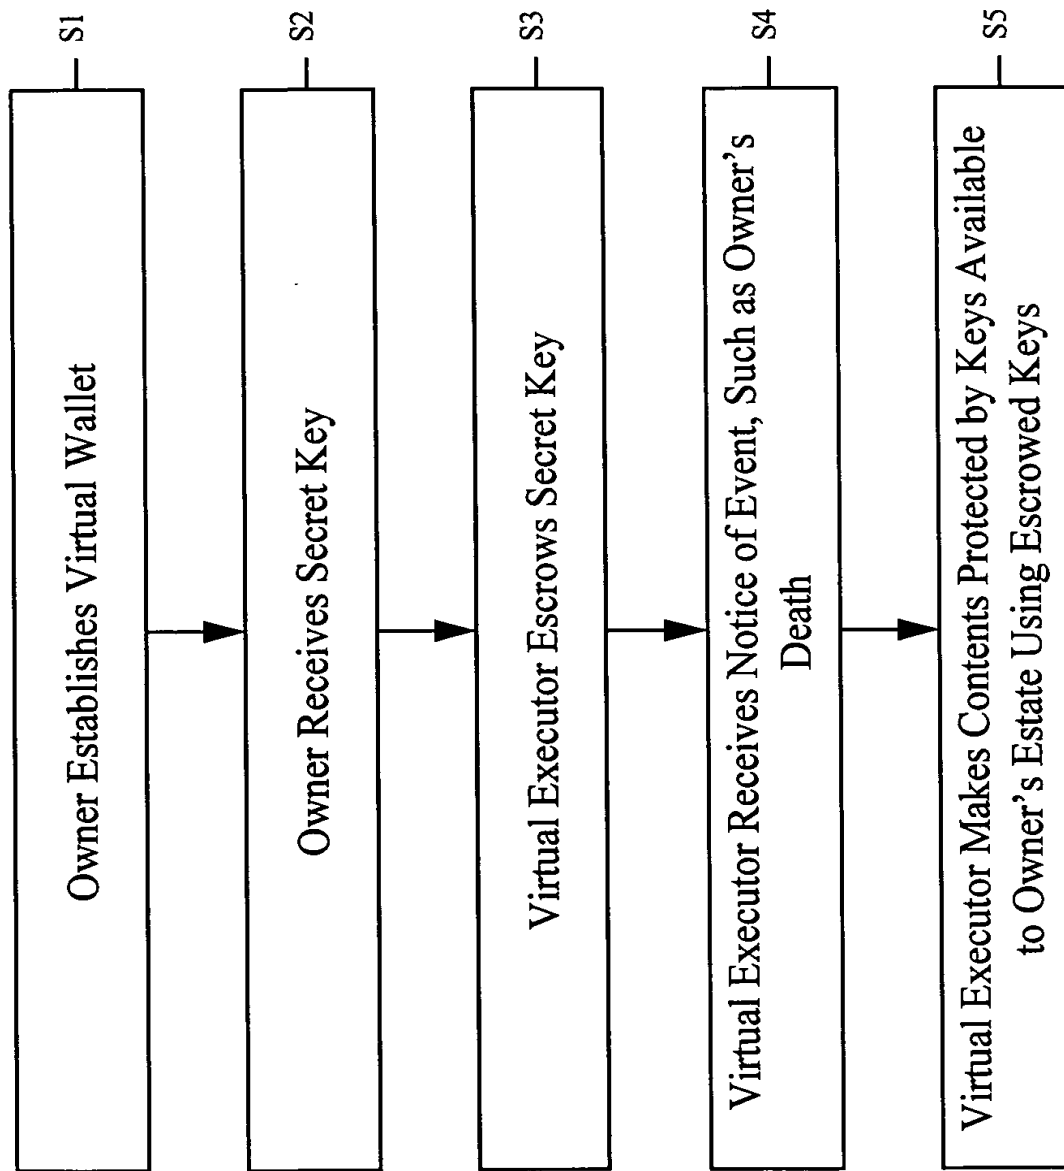 Owner Establishes Virtual Wallet
S1
Owner Receives Secret Key
S2
Virtual Executor Escrows Secret Key
S3
Virtual Executor Receives Notice of Event, Such as Owner's
Death
S4
Virtual Executor Makes Contents Protected by Keys Available
to Owner's Estate Using Escrowed Keys
S5